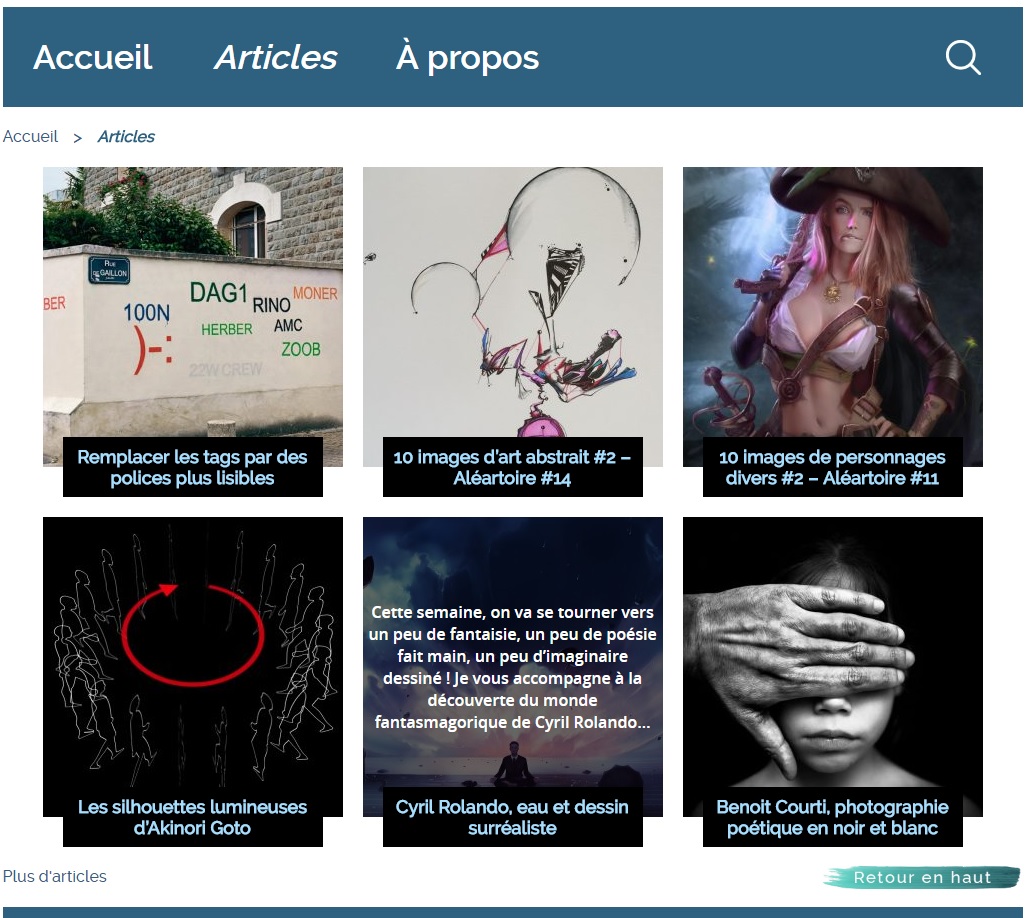 Accueil Articles À propos
Accueil > Articles
Rue
de Gaillon
BER
100N
)-:
DAG1
RINO
MONER
HERBER
AMC
ZOOB
22W CREW
Remplacer les tags par des
polices plus lisibles
10 images d'art abstrait #2 –
Aléartoire #14
10 images de personnages
divers #2 – Aléartoire #11
Les silhouettes lumineuses
d'Akinori Goto
Cette semaine, on va se tourner vers
un peu de fantaisie, un peu de poésie
fait main, un peu d'imaginaire
dessiné ! Je vous accompagne à la
découverte du monde
fantasmagorique de Cyril Rolando...
Cyril Rolando, eau et dessin
surréaliste
Benoit Courti, photographie
poétique en noir et blanc
Plus d'articles
Retour en haut